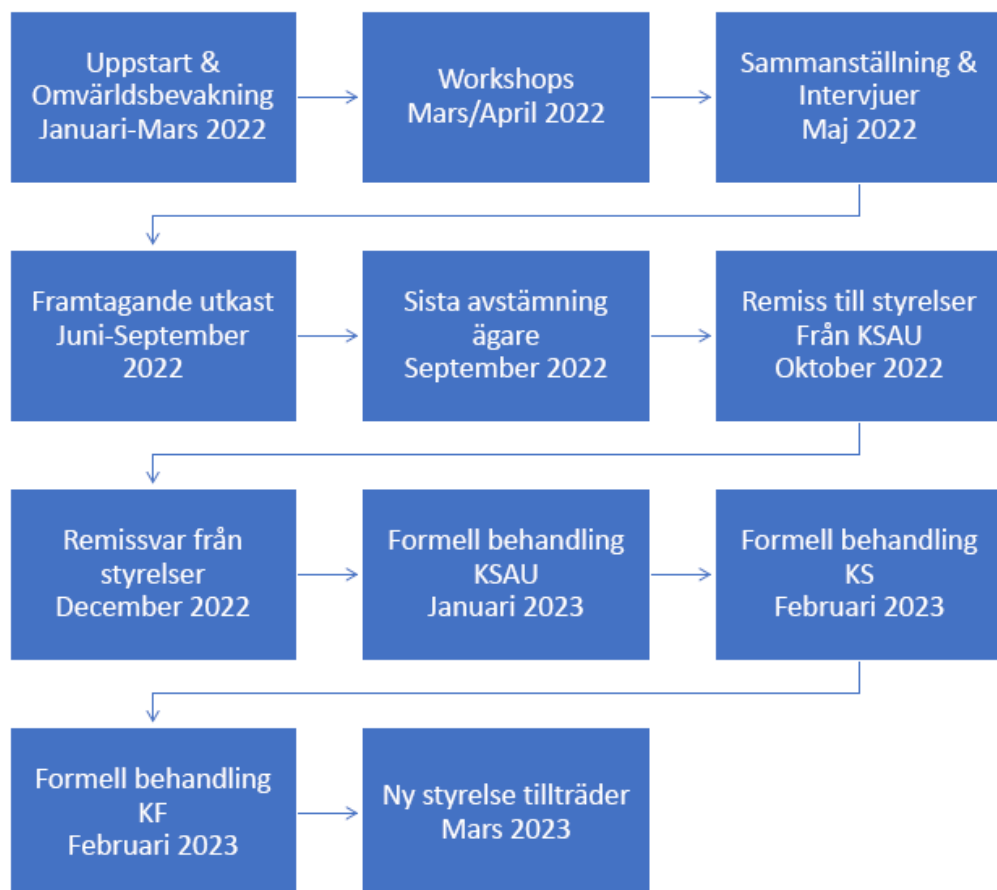 Uppstart &
Omvärldsbevakning
Januari-Mars 2022
Workshops
Mars/April 2022
Sammanställning &
Intervjuer
Maj 2022
Framtagande utkast
Juni-September
2022
Sista avstämning
ägare
September 2022
Remiss till styrelser
Från KSAU
Oktober 2022
Remissvar från
styrelser
December 2022
Formell behandling
KSAU
Januari 2023
Formell behandling
KS
Februari 2023
Formell behandling
KF
Februari 2023
Ny styrelse tillträder
Mars 2023